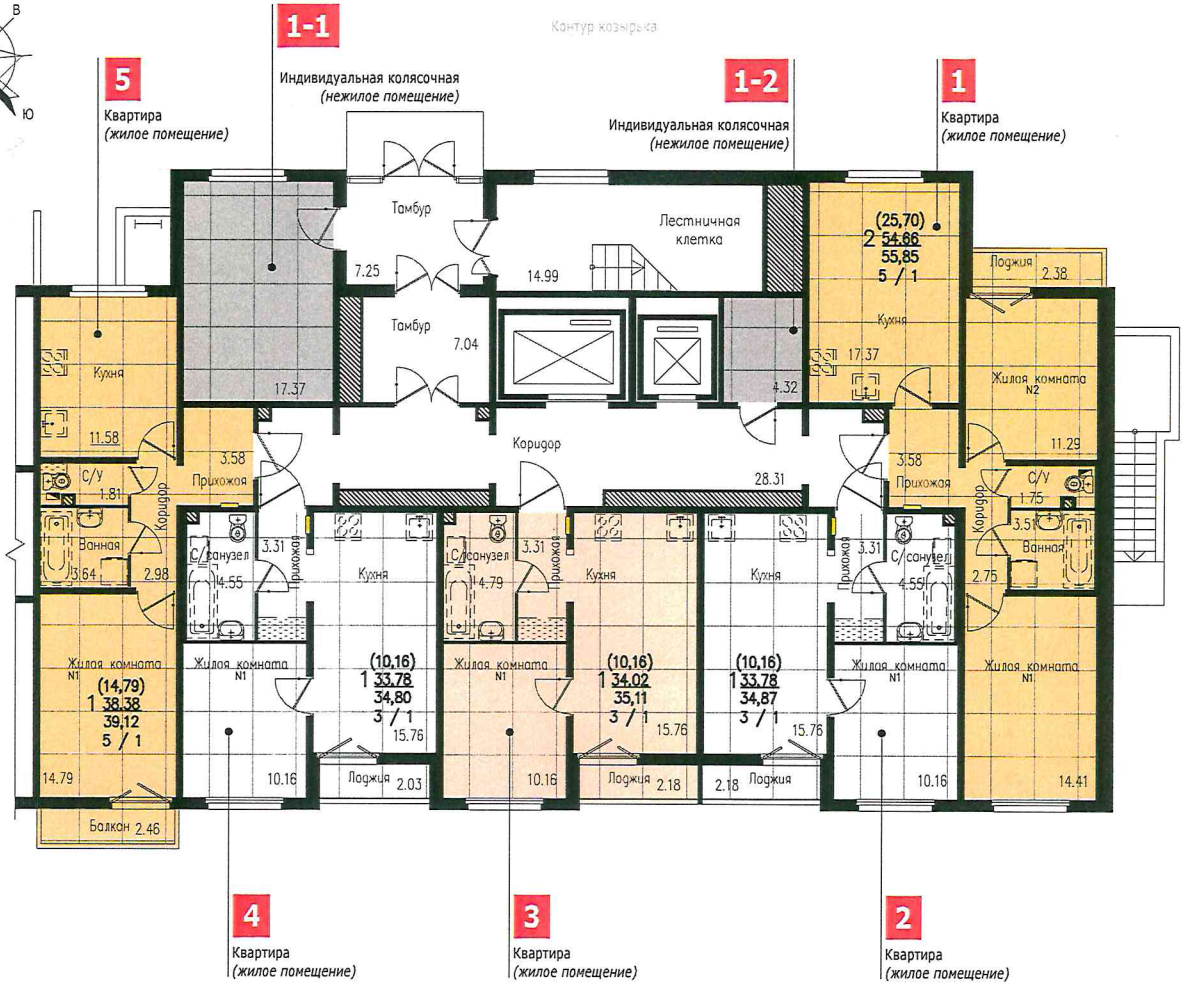 В
Ю
Контур козырька
1-1
Индивидуальная колясочная
(нежилое помещение)
5
Квартира
(жилое помещение)
1-2
Индивидуальная колясочная
(нежилое помещение)
1
Квартира
(жилое помещение)
Тамбур
7.25
Лестничная
клетка
14.99
(25,70)
2 54.66
55,85
5 / 1
Кухня
17.37
Лоджия
2.38
Тамбур
7.04
17.37
4.32
Кухня
11.58
Жилая комната
N2
11.29
Коридор
28.31
3.58
Прихожая
3.58
Прихожая
С/У
1.81
Коридор
Ванная
3.64
2.98
С/У
1.75
Коридор
3.51
Ванная
2.75
С/санузел
4.55
3.31
Прихожая
Кухня
С/санузел
4.79
3.31
Прихожая
Кухня
Кухня
Прихожая
3.31
С/санузел
4.55
Жилая комната
N1
(14,79)
1 38.38
39,12
5 / 1
14.79
Жилая комната
N1
10.16
(10,16)
1 33.78
34,80
3 / 1
15.76
Жилая комната
N1
10.16
(10,16)
1 34.02
35,11
3 / 1
15.76
(10,16)
1 33.78
34,87
3 / 1
15.76
Жилая комната
N1
10.16
Жилая комната
N1
14.41
Балкон 2.46
Лоджия 2.03
Лоджия 2.18
2.18 Лоджия
4
Квартира
(жилое помещение)
3
Квартира
(жилое помещение)
2
Квартира
(жилое помещение)